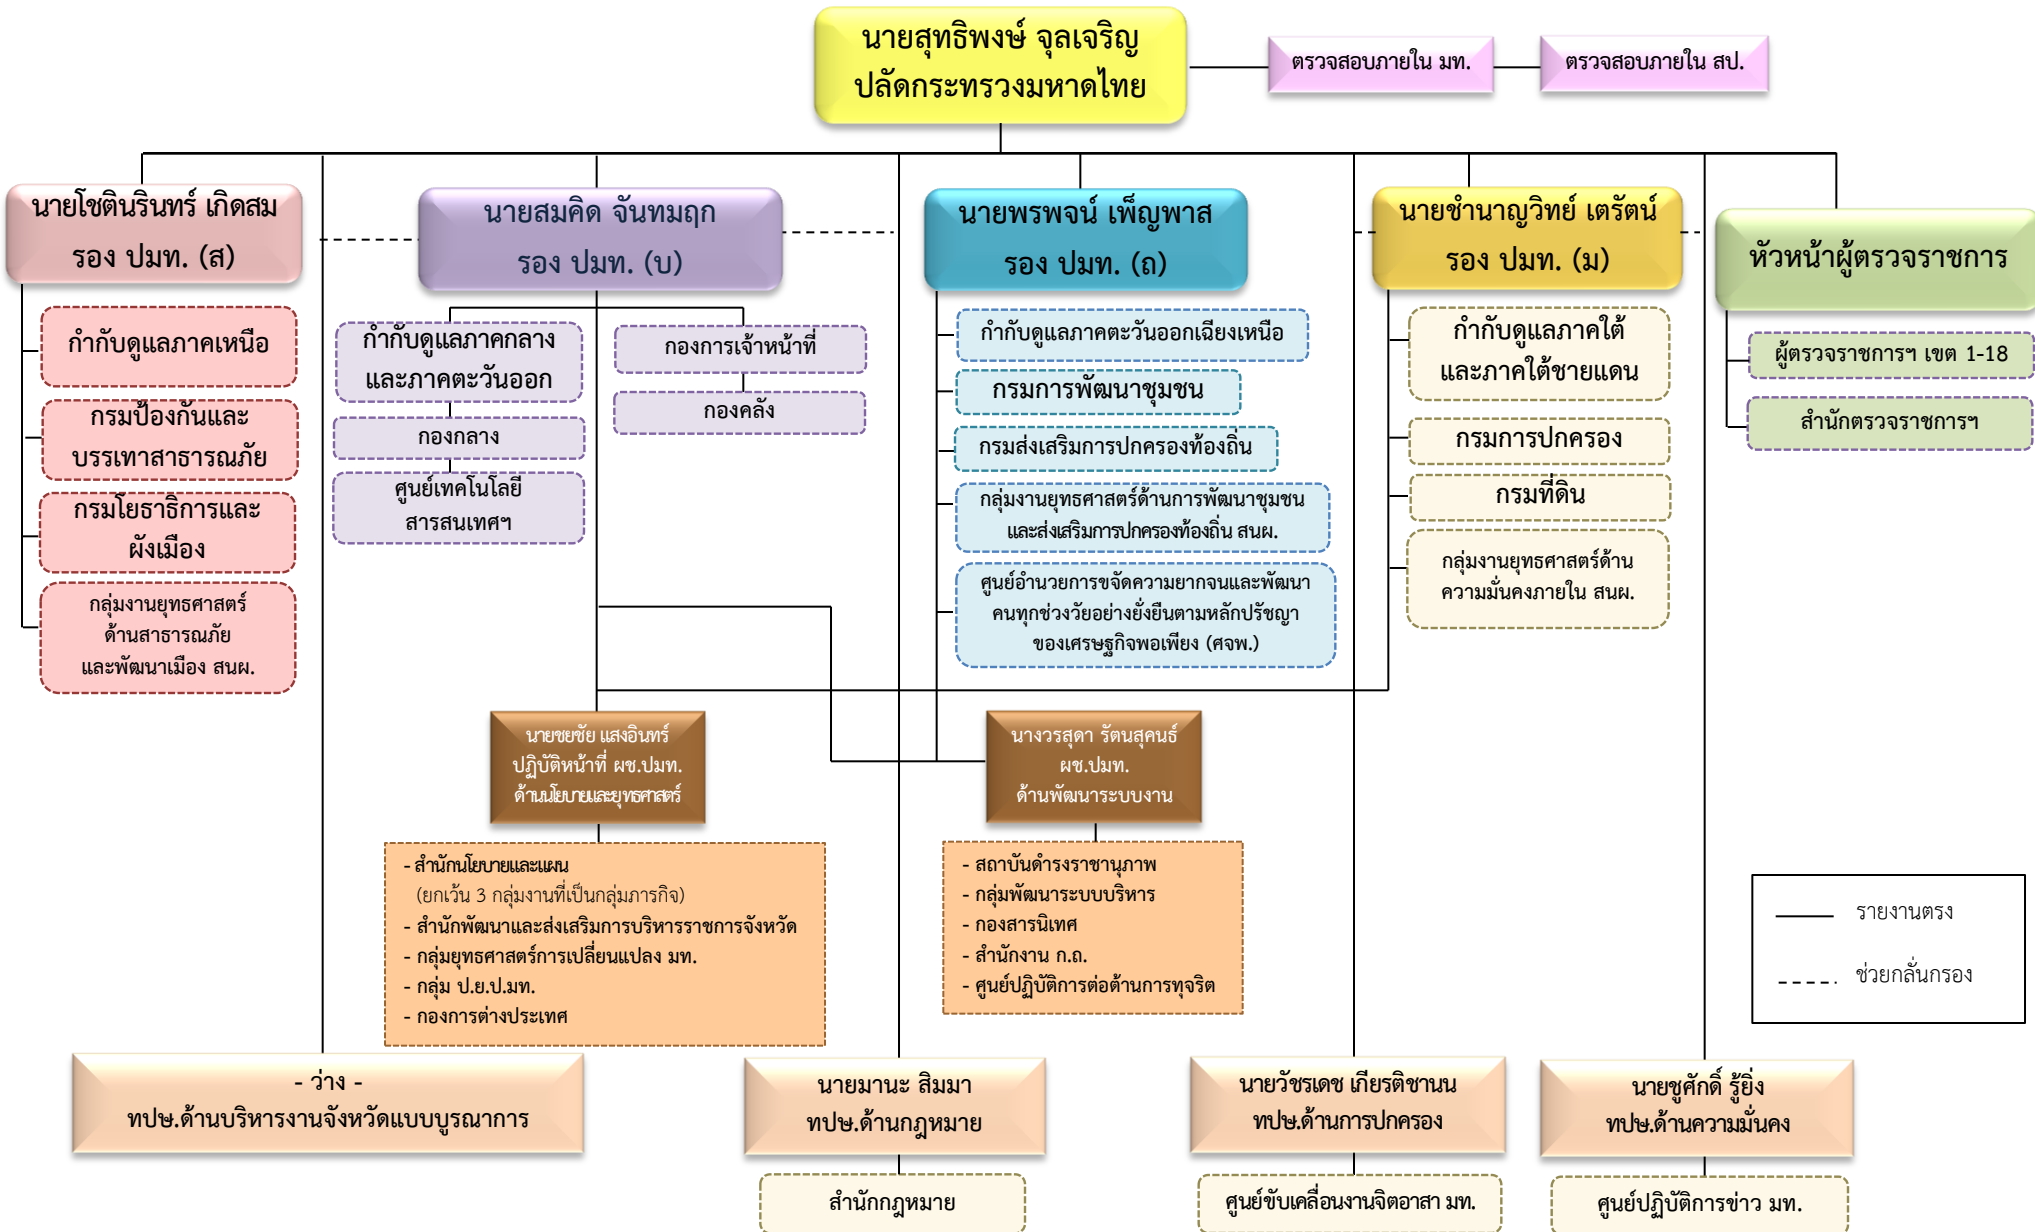 นายสุทธิพงษ์ จุลเจริญ
ปลัดกระทรวงมหาดไทย
ตรวจสอบภายใน มท.
ตรวจสอบภายใน สป.
นายโชตินรินทร์ เกิดสม
รอง ปมท. (ส)
นายสมคิด จันทมฤก
รอง ปมท. (บ)
นายพรพจน์ เพ็ญพาส
รอง ปมท. (ถ)
นายชำนาญวิทย์ เตรัตน์
รอง ปมท. (ม)
หัวหน้าผู้ตรวจราชการ
กำกับดูแลภาคเหนือ
กรมป้องกันและ
บรรเทาสาธารณภัย
กรมโยธาธิการและ
ผังเมือง
กลุ่มงานยุทธศาสตร์
ด้านสาธารณภัย
และพัฒนาเมือง สนผ.
กำกับดูแลภาคกลาง
และภาคตะวันออก
กองกลาง
ศูนย์เทคโนโลยี
สารสนเทศฯ
กองการเจ้าหน้าที่
กองคลัง
กำกับดูแลภาคตะวันออกเฉียงเหนือ
กรมการพัฒนาชุมชน
กรมส่งเสริมการปกครองท้องถิ่น
กลุ่มงานยุทธศาสตร์ด้านการพัฒนาชุมชน
และส่งเสริมการปกครองท้องถิ่น สนผ.
ศูนย์อำนวยการขจัดความยากจนและพัฒนา
คนทุกช่วงวัยอย่างยั่งยืนตามหลักปรัชญา
ของเศรษฐกิจพอเพียง (ศจพ.)
กำกับดูแลภาคใต้
และภาคใต้ชายแดน
กรมการปกครอง
กรมที่ดิน
กลุ่มงานยุทธศาสตร์ด้าน
ความมั่นคงภายใน สนผ.
ผู้ตรวจราชการฯ เขต 1-18
สำนักตรวจราชการฯ
นายชยชัย แสงอินทร์
ปฏิบัติหน้าที่ ผช.ปมท.
ด้านนโยบายและยุทธศาสตร์
- สำนักนโยบายและแผน
(ยกเว้น 3 กลุ่มงานที่เป็นกลุ่มภารกิจ)
- สำนักพัฒนาและส่งเสริมการบริหารราชการจังหวัด
- กลุ่มยุทธศาสตร์การเปลี่ยนแปลง มท.
- กลุ่ม ป.ย.ป.มท.
- กองการต่างประเทศ
นางวรสุดา รัตนสุคนธ์
ผช.ปมท.
ด้านพัฒนาระบบงาน
- สถาบันดำรงราชานุภาพ
- กลุ่มพัฒนาระบบบริหาร
- กองสารนิเทศ
- สำนักงาน ก.ถ.
- ศูนย์ปฏิบัติการต่อต้านการทุจริต
รายงานตรง
ช่วยกลั่นกรอง
- ว่าง -
ทปษ.ด้านบริหารงานจังหวัดแบบบูรณาการ
นายมานะ สิมมา
ทปษ.ด้านกฎหมาย
สำนักกฎหมาย
นายวัชรเดช เกียรติชานน
ทปษ.ด้านการปกครอง
ศูนย์ขับเคลื่อนงานจิตอาสา มท.
นายชูศักดิ์ รู้ยิ่ง
ทปษ.ด้านความมั่นคง
ศูนย์ปฏิบัติการข่าว มท.